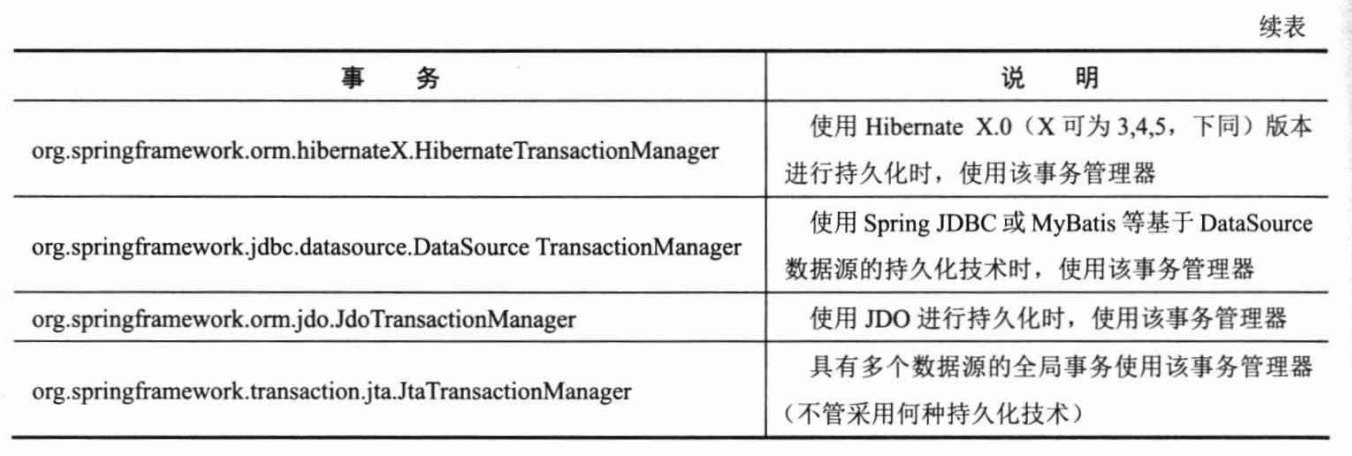 续表
事 务
说 明
org.springframework.orm.hibernateX.HibernateTransactionManager
使用 Hibernate X.0（X 可为 3,4,5，下同）版本
进行持久化时，使用该事务管理器
org.springframework.jdbc.datasource.DataSource TransactionManager
使用 Spring JDBC 或 MyBatis 等基于 DataSource
数据源的持久化技术时，使用该事务管理器
org.springframework.orm.jdo.JdoTransactionManager
使用 JDO 进行持久化时，使用该事务管理器
org.springframework.transaction.jta.JtaTransactionManager
具有多个数据源的全局事务使用该事务管理器
（不管采用何种持久化技术）